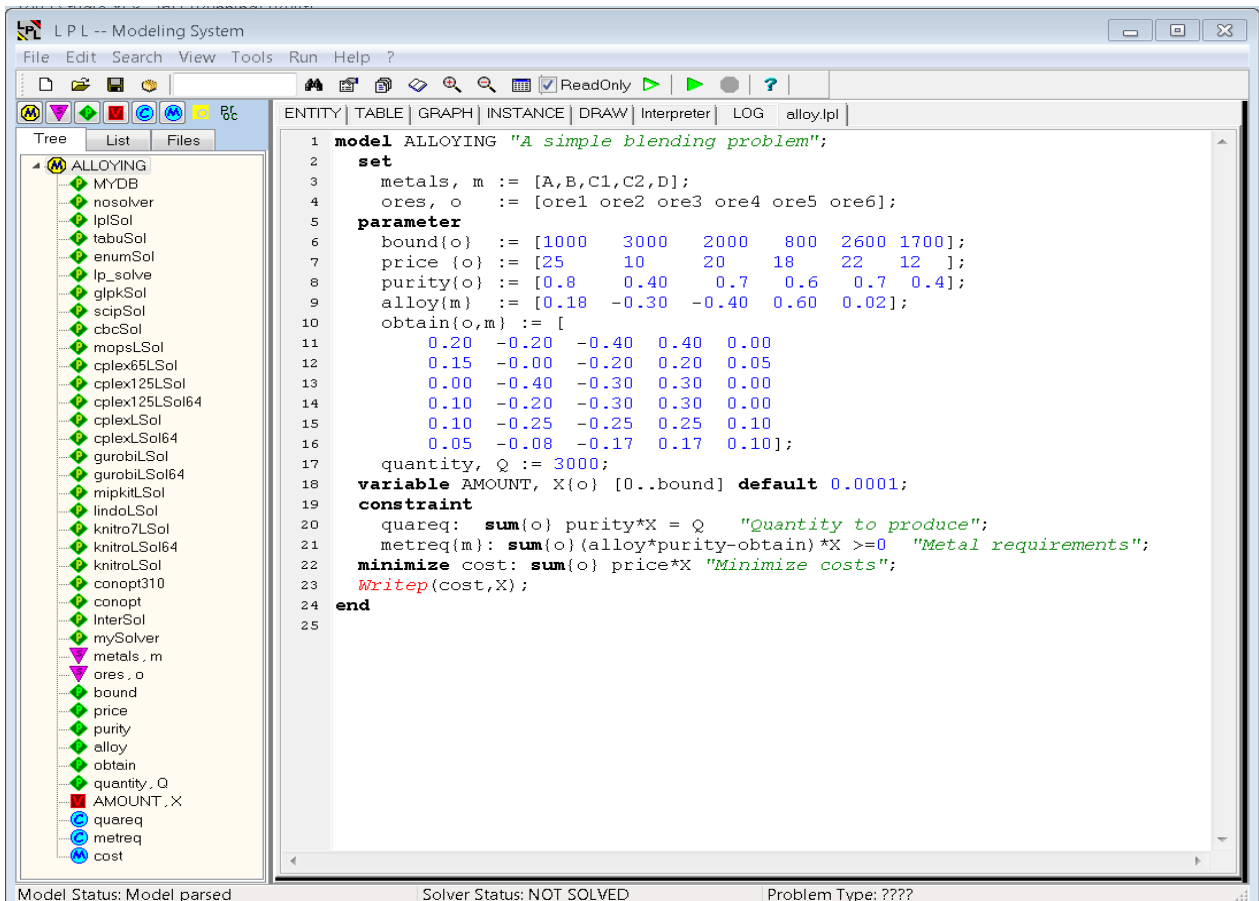 L P L -- Modeling System
File Edit Search View Tools Run Help ?
ReadOnly
Tree List Files
ALLOYING
MYDB
nosolver
lplSol
tabuSol
enumSol
lp_solve
glpkSol
scipSol
cbcSol
mopsLSol
cplex65LSol
cplex125LSol
cplex125LSol64
cplexLSol
cplexLSol64
gurobiLSol
gurobiLSol64
mipkitLSol
lindoLSol
knitro7LSol
knitroLSol64
knitroLSol
conopt310
conopt
InterSol
mySolver
metals , m
ores , o
bound
price
purity
alloy
obtain
quantity , Q
AMOUNT , X
quareq
metreq
cost
ENTITY TABLE GRAPH INSTANCE DRAW Interpreter LOG alloy.lpl
1 model ALLOYING "A simple blending problem";
2 set
3 metals, m := [A,B,C1,C2,D];
4 ores, o := [ore1 ore2 ore3 ore4 ore5 ore6];
5 parameter
6 bound{o} := [1000 3000 2000 800 2600 1700];
7 price {o} := [25 10 20 18 22 12 ];
8 purity{o} := [0.8 0.40 0.7 0.6 0.7 0.4];
9 alloy{m} := [0.18 -0.30 -0.40 0.60 0.02];
10 obtain{o,m} := [
11 0.20 -0.20 -0.40 0.40 0.00
12 0.15 -0.00 -0.20 0.20 0.05
13 0.00 -0.40 -0.30 0.30 0.00
14 0.10 -0.20 -0.30 0.30 0.00
15 0.10 -0.25 -0.25 0.25 0.10
16 0.05 -0.08 -0.17 0.17 0.10];
17 quantity, Q := 3000;
18 variable AMOUNT, X{o} [0..bound] default 0.0001;
19 constraint
20 quareq: sum{o} purity*X = Q "Quantity to produce";
21 metreq{m}: sum{o}(alloy*purity-obtain)*X >=0 "Metal requirements";
22 minimize cost: sum{o} price*X "Minimize costs";
23 Writep(cost,X);
24 end
25
Model Status: Model parsed Solver Status: NOT SOLVED Problem Type: ????